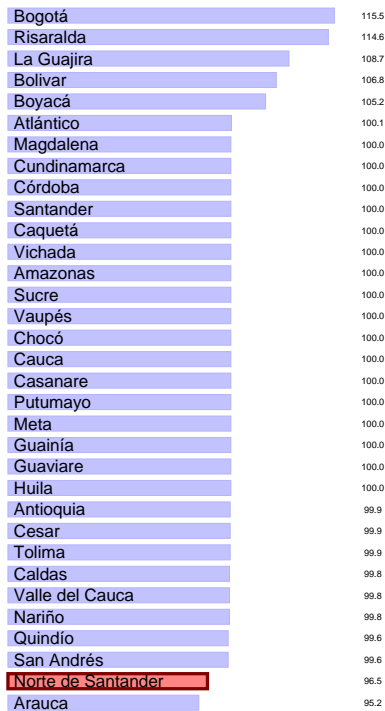 Bogotá 115.5
Risaralda 114.6
La Guajira 108.7
Bolivar 106.8
Boyacá 105.2
Atlántico 100.1
Magdalena 100.0
Cundinamarca 100.0
Córdoba 100.0
Santander 100.0
Caquetá 100.0
Vichada 100.0
Amazonas 100.0
Sucre 100.0
Vaupés 100.0
Chocó 100.0
Cauca 100.0
Casanare 100.0
Putumayo 100.0
Meta 100.0
Guainía 100.0
Guaviare 100.0
Huila 100.0
Antioquia 99.9
Cesar 99.9
Tolima 99.9
Caldas 99.8
Valle del Cauca 99.8
Nariño 99.8
Quindío 99.6
San Andrés 99.6
Norte de Santander 96.5
Arauca 95.2